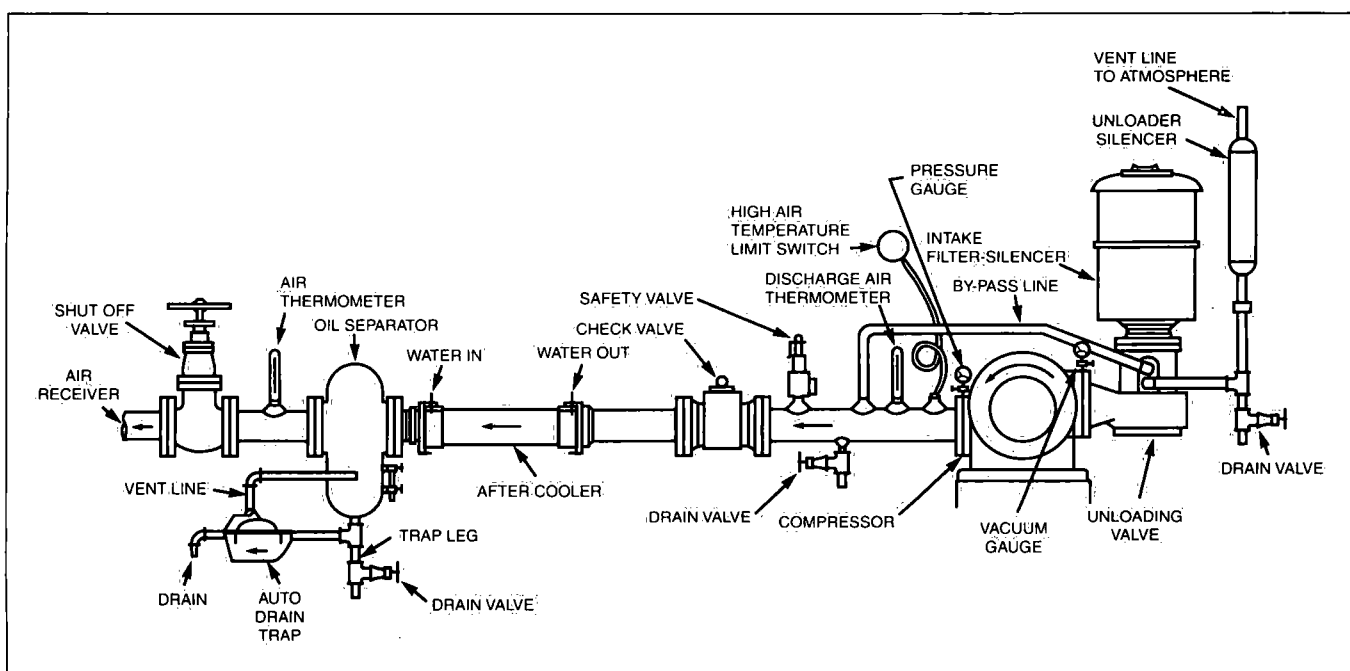 VENT LINE
TO ATMOSPHERE
UNLOADER
SILENCER
PRESSURE
GAUGE
HIGH AIR
TEMPERATURE
LIMIT SWITCH
INTAKE
FILTER-SILENCER
DISCHARGE AIR
THERMOMETER
BY-PASS LINE
AIR
THERMOMETER
SAFETY VALVE
SHUT OFF
VALVE
OIL SEPARATOR
CHECK VALVE
WATER IN
WATER OUT
AIR
RECEIVER
VENT LINE
AFTER COOLER
DRAIN VALVE
COMPRESSOR
VACUUM
GAUGE
UNLOADING
VALVE
DRAIN VALVE
TRAP LEG
DRAIN
AUTO
DRAIN
TRAP
DRAIN VALVE